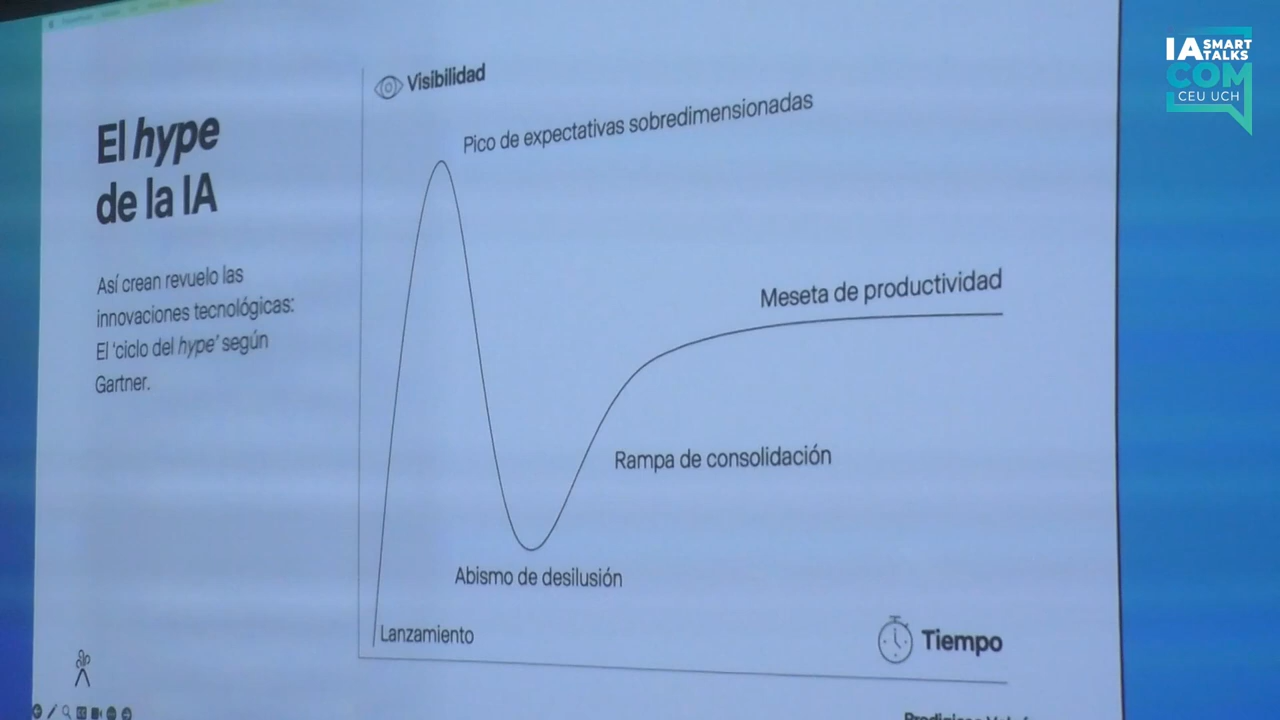 El hype
de la IA
Así crean revuelo las
innovaciones tecnológicas:
El 'ciclo del hype' según
Gartner.
Visibilidad
Pico de expectativas sobredimensionadas
Meseta de productividad
Rampa de consolidación
Abismo de desilusión
Lanzamiento
Tiempo
IA SMART
TALKS
COM
CEU UCH